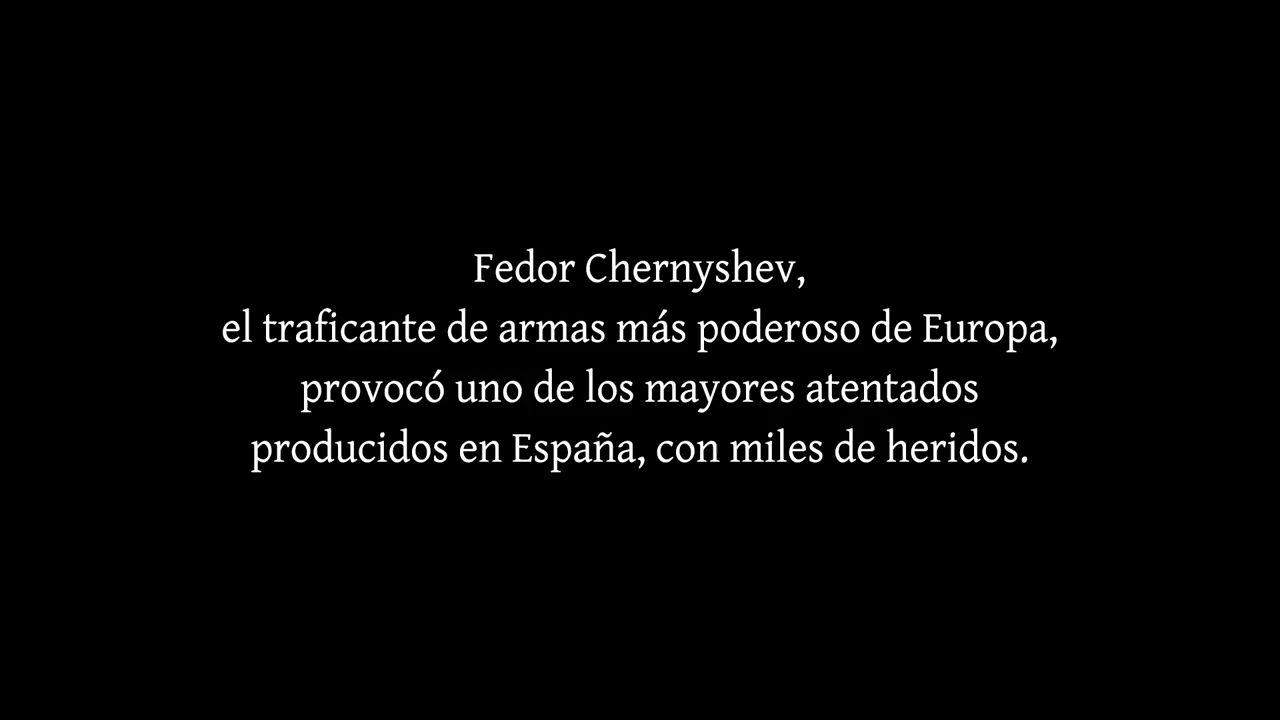 Fedor Chernyshev,
el traficante de armas más poderoso de Europa,
provocó uno de los mayores atentados
producidos en España, con miles de heridos.